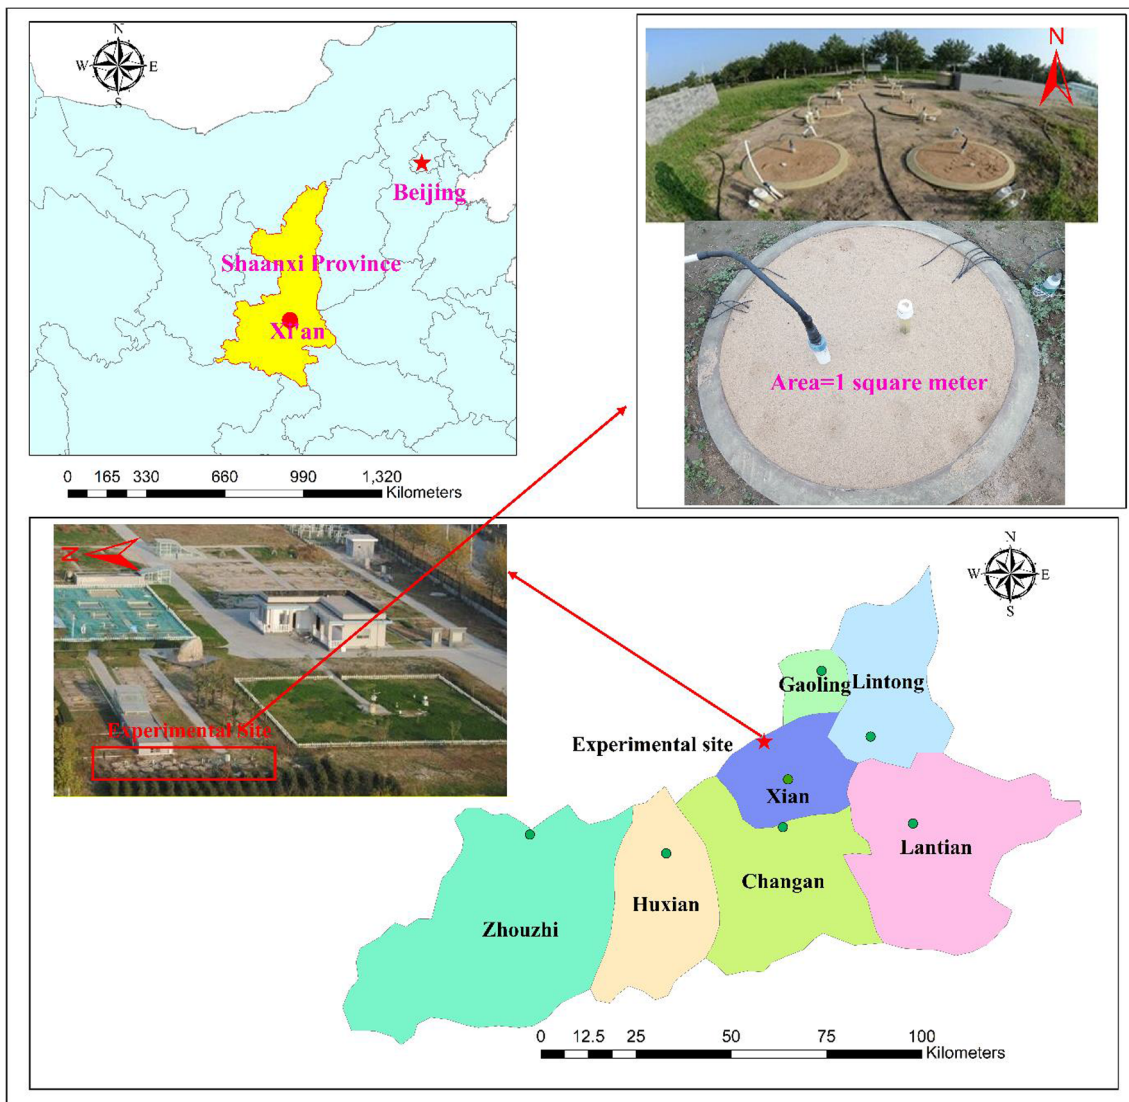 N
W E
S
Beijing
Shaanxi Province
Xi'an
0 165 330 660 990 1,320
Kilometers
N
Area=1 square meter
N
Experimental Site
N
W E
S
Gaoling
Lintong
Experimental site
Xian
Lantian
Changan
Huxian
Zhouzhi
0 12.5 25 50 75 100
Kilometers